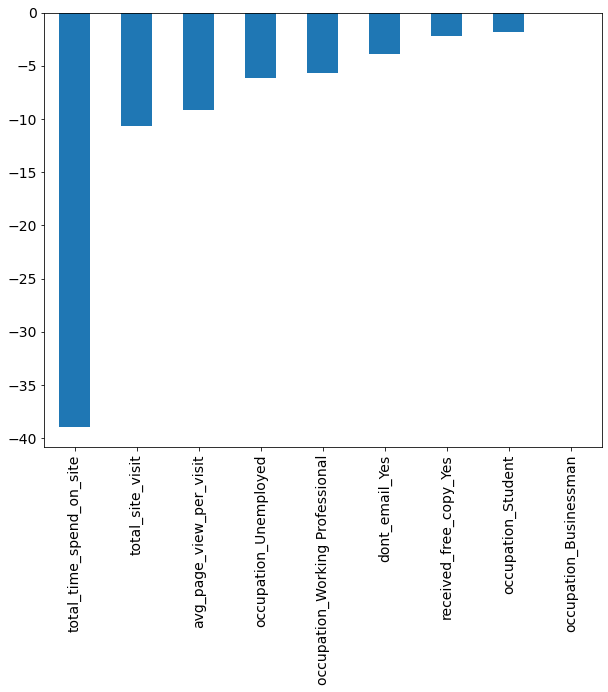 0
−5
−10
−15
−20
−25
−30
−35
−40
total_time_spend_on_site
total_site_visit
avg_page_view_per_visit
occupation_Unemployed
occupation_Working Professional
dont_email_Yes
received_free_copy_Yes
occupation_Student
occupation_Businessman